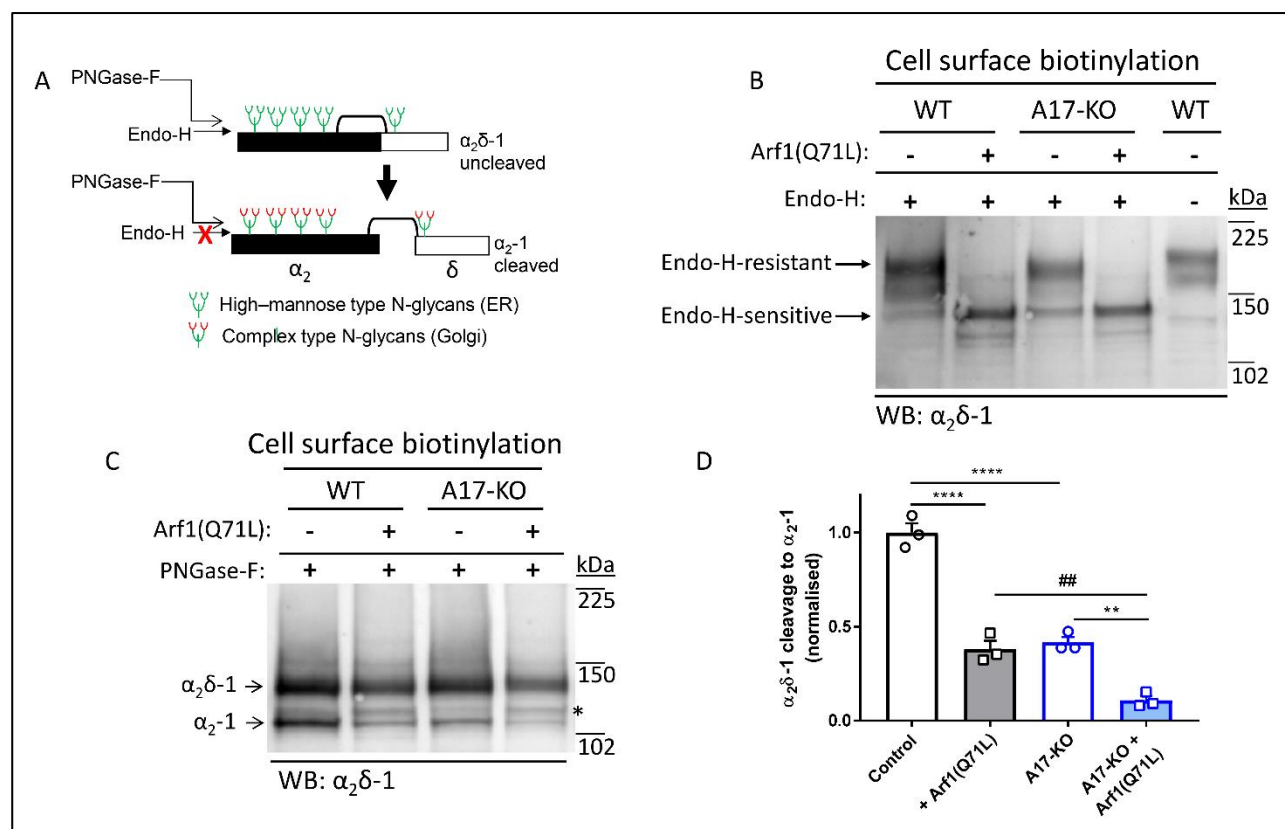 A
PNGase-F
Endo-H
α₂δ-1
uncleaved
PNGase-F
Endo-H
X
α₂
δ
α₂-1
cleaved
High–mannose type N-glycans (ER)
Complex type N-glycans (Golgi)
B
Cell surface biotinylation
WT A17-KO WT
Arf1(Q71L): - + - + -
Endo-H: + + + + - kDa
225
Endo-H-resistant
150
Endo-H-sensitive
102
WB: α₂δ-1
C
Cell surface biotinylation
WT A17-KO
Arf1(Q71L): - + - +
PNGase-F: + + + + kDa
225
150
α₂δ-1
*
α₂-1
102
WB: α₂δ-1
D
α₂δ-1 cleavage to α₂-1
(normalised)
1.0
0.5
0.0
****
****
##
**
Control
+ Arf1(Q71L)
A17-KO
A17-KO +
Arf1(Q71L)